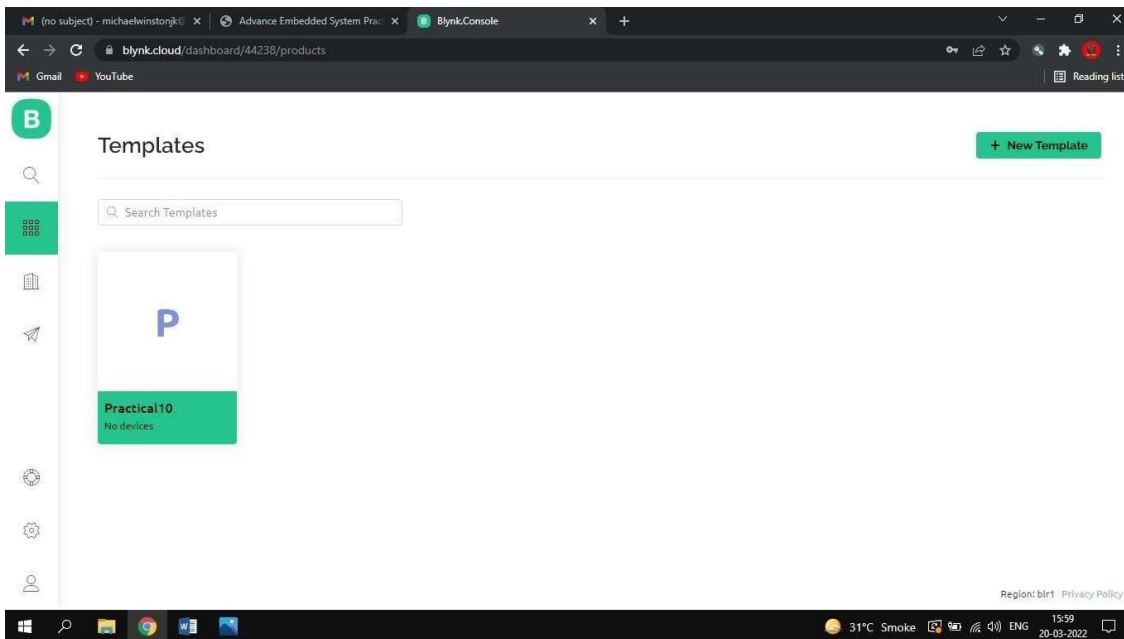 (no subject) - michaelwinstonjk@
Advance Embedded System Prac
Blynk.Console
blynk.cloud/dashboard/44238/products
Gmail
YouTube
Reading list
B
Templates
+ New Template
Search Templates
P
Practical10
No devices
Region: blr1 Privacy Policy
31°C Smoke
ENG
15:59
20-03-2022